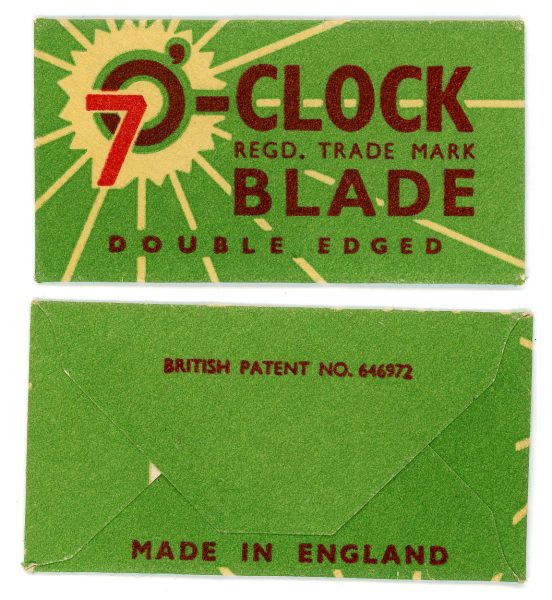 7 O'-CLOCK
REGD. TRADE MARK
BLADE
DOUBLE EDGED
BRITISH PATENT NO. 646972
MADE IN ENGLAND